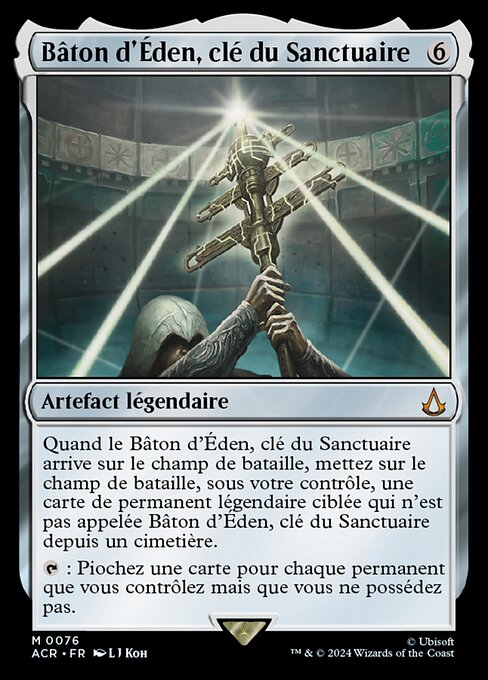 Bâton d'Éden, clé du Sanctuaire 6
Artefact légendaire
Quand le Bâton d'Éden, clé du Sanctuaire
arrive sur le champ de bataille, mettez sur le
champ de bataille, sous votre contrôle, une
carte de permanent légendaire ciblée qui n'est
pas appelée Bâton d'Éden, clé du Sanctuaire
depuis un cimetière.
: Piochez une carte pour chaque permanent
que vous contrôlez mais que vous ne possédez
pas.
M 0076
ACR • FR LJ Koh
© Ubisoft
™ & © 2024 Wizards of the Coast